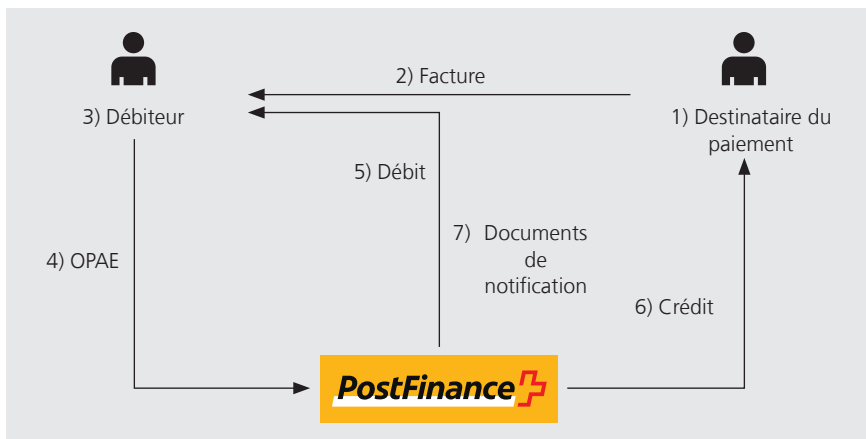 2) Facture
3) Débiteur
1) Destinataire du
paiement
5) Débit
7) Documents
de
notification
4) OPAE
6) Crédit
PostFinance